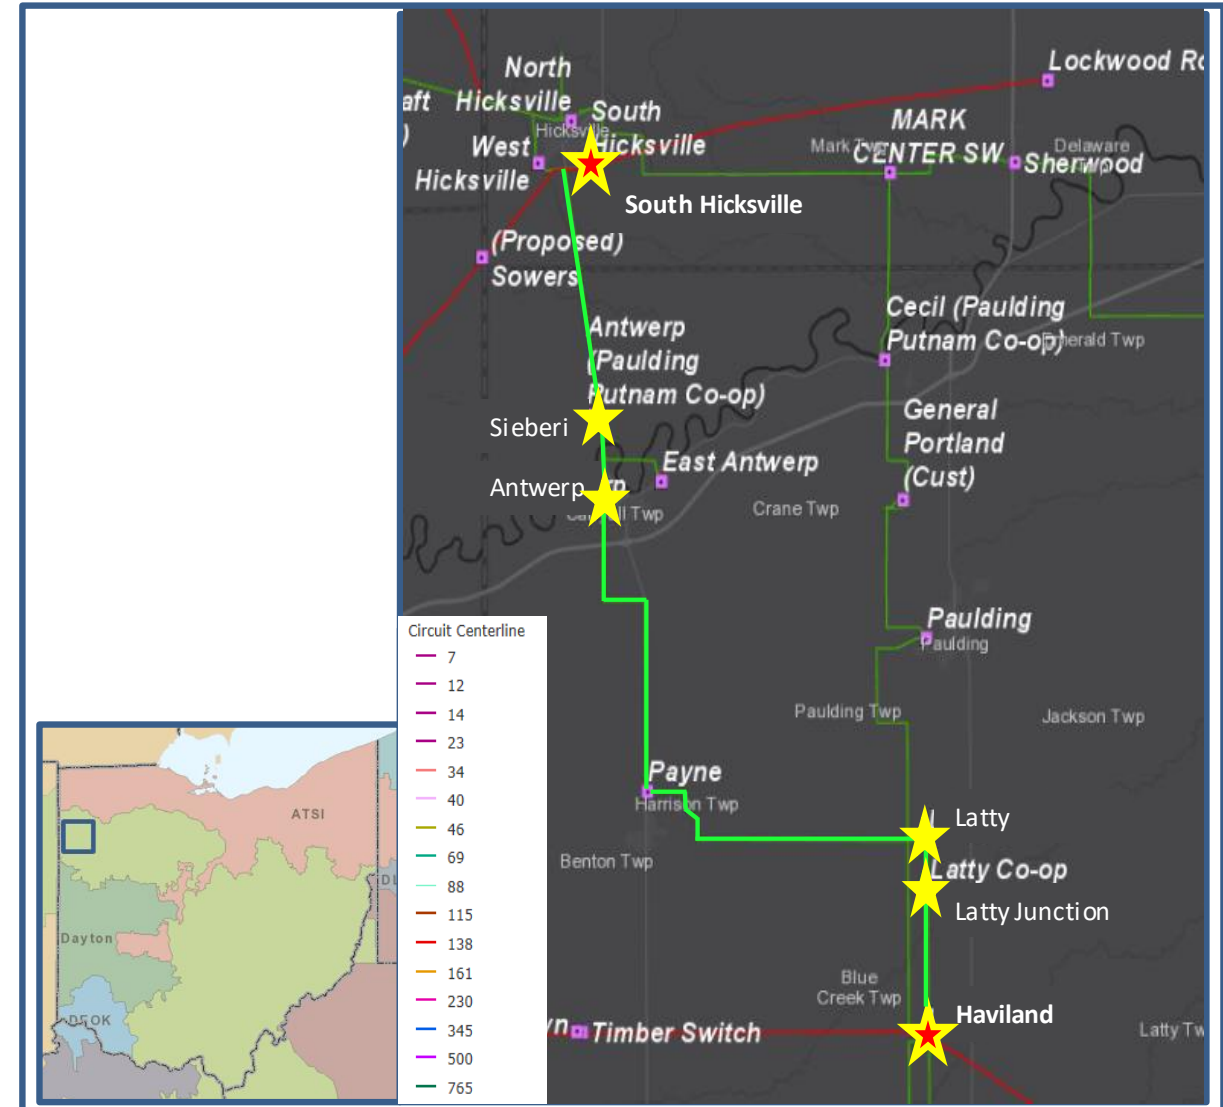 Lockwood
North
Hicksville
aft
)
South
Hicksville
Hicksville
West
Hicksville
MARK
CENTER SW
Mark Twp
Delaware
Sherwood
South Hicksville
(Proposed)
Sowers
Antwerp
(Paulding
Putnam Co-op)
Cecil (Paulding
Putnam Co-op)
Emerald Twp
Sieberi
General
Portland
(Cust)
East Antwerp
Antwerp
Twp
Crane Twp
Paulding
Paulding
Paulding Twp
Jackson Twp
Payne
Harrison Twp
Latty
Benton Twp
Latty Co-op
Latty Junction
Blue
Creek Twp
Haviland
Timber Switch
Latty
Circuit Centerline
7
12
14
23
34
40
46
69
88
115
138
161
230
345
500
765
ATSI
Dayton
DEOK